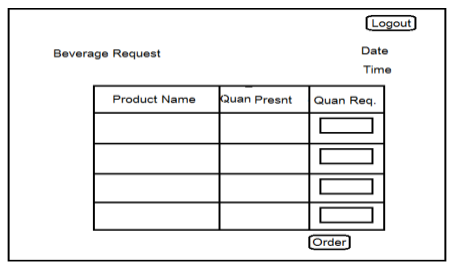 Logout
Beverage Request
Date
Time
Product Name Quan Presnt Quan Req.
Order